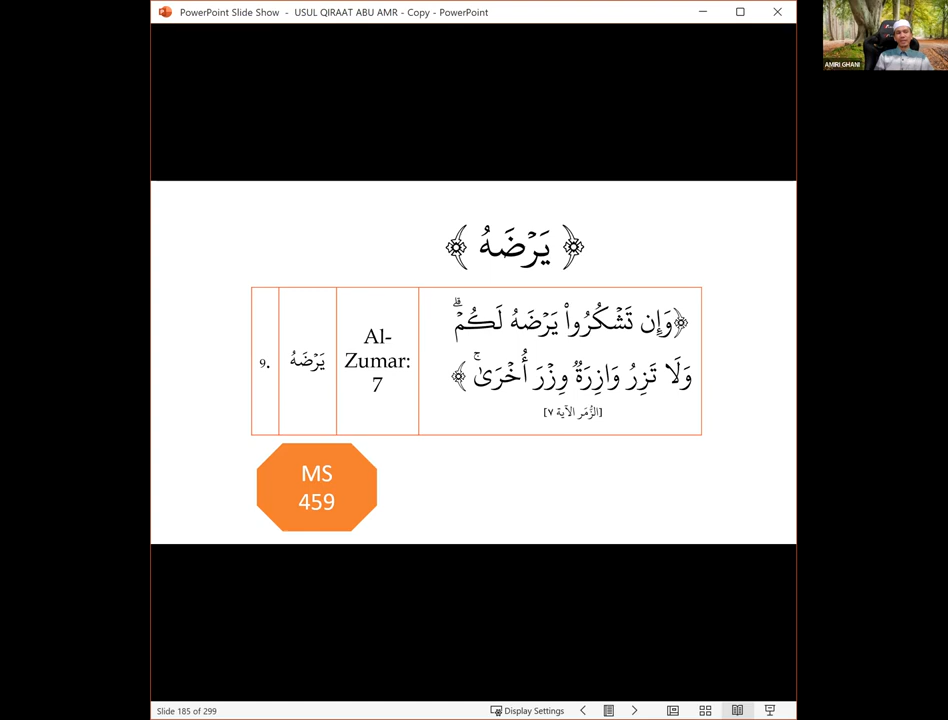 PowerPoint Slide Show - USUL QIRAAT ABU AMR - Copy - PowerPoint
AMIRI GHANI
﴿ يَرۡضَهُ ﴾
9.
يَرۡضَهُ
Al-
Zumar:
7
﴿وَإِن تَشۡكُرُواْ يَرۡضَهُ لَكُمۡۗ
وَلَا تَزِرُ وَازِرَةٞ وِزۡرَ أُخۡرَىٰۚ ﴾
[الزُّمَر الآية ٧]
MS
459
Slide 185 of 299
Display Settings